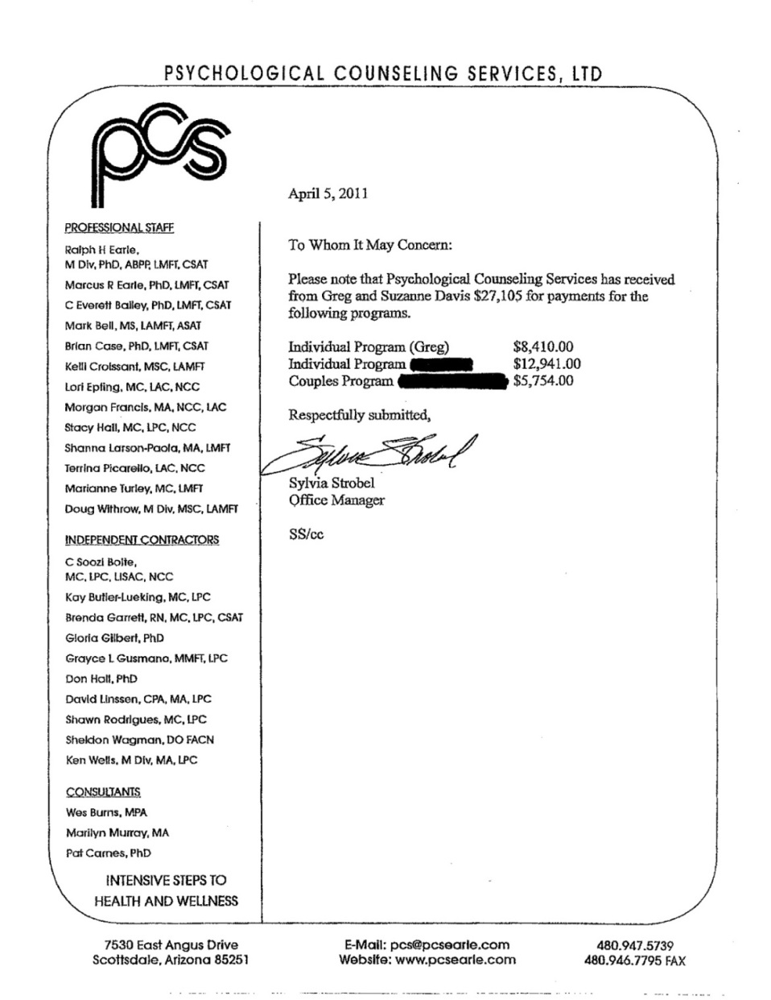 PSYCHOLOGICAL COUNSELING SERVICES, LTD
pcs
PROFESSIONAL STAFF
Ralph H Earle,
M Div, PhD, ABPP, LMFT, CSAT
Marcus R Earle, PhD, LMFT, CSAT
C Everett Bailey, PhD, LMFT, CSAT
Mark Bell, MS, LAMFT, ASAT
Brian Case, PhD, LMFT, CSAT
Kelli Croissant, MSC, LAMFT
Lori Epting, MC, LAC, NCC
Morgan Francis, MA, NCC, LAC
Stacy Hall, MC, LPC, NCC
Shanna Larson-Paola, MA, LMFT
Terrina Picarello, LAC, NCC
Marianne Turley, MC, LMFT
Doug Withrow, M Div, MSC, LAMFT
INDEPENDENT CONTRACTORS
C Soozi Bolte,
MC, LPC, LISAC, NCC
Kay Butler-Lueking, MC, LPC
Brenda Garrett, RN, MC, LPC, CSAT
Gloria Gilbert, PhD
Grayce L Gusmano, MMFT, LPC
Don Hall, PhD
David Linssen, CPA, MA, LPC
Shawn Rodrigues, MC, LPC
Sheldon Wagman, DO FACN
Ken Wells, M Div, MA, LPC
CONSULTANTS
Wes Burns, MPA
Marilyn Murray, MA
Pat Carnes, PhD
INTENSIVE STEPS TO
HEALTH AND WELLNESS
April 5, 2011
To Whom It May Concern:
Please note that Psychological Counseling Services has received
from Greg and Suzanne Davis $27,105 for payments for the
following programs.
Individual Program (Greg) $8,410.00
Individual Program $12,941.00
Couples Program $5,754.00
Respectfully submitted,
Sylvia Strobel
Sylvia Strobel
Office Manager
SS/cc
7530 East Angus Drive
Scottsdale, Arizona 85251
E-Mail: pcs@pcsearle.com
Website: www.pcsearle.com
480.947.5739
480.946.7795 FAX